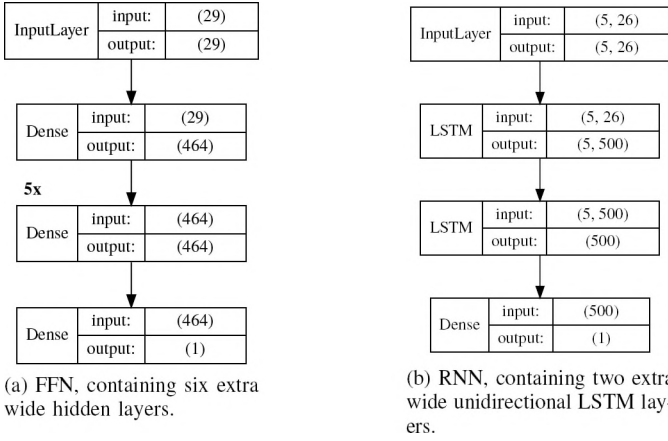 InputLayer input: (29)
output: (29)
Dense input: (29)
output: (464)
5x
Dense input: (464)
output: (464)
Dense input: (464)
output: (1)
(a) FFN, containing six extra
wide hidden layers.
InputLayer input: (5, 26)
output: (5, 26)
LSTM input: (5, 26)
output: (5, 500)
LSTM input: (5, 500)
output: (500)
Dense input: (500)
output: (1)
(b) RNN, containing two extra
wide unidirectional LSTM lay-
ers.